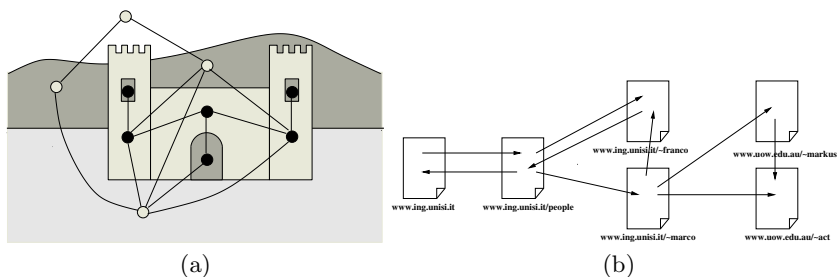 www.ing.unisi.it/~franco
www.uow.edu.au/~markus
www.ing.unisi.it
www.ing.unisi.it/people
www.ing.unisi.it/~marco
www.uow.edu.au/~act
(a)
(b)